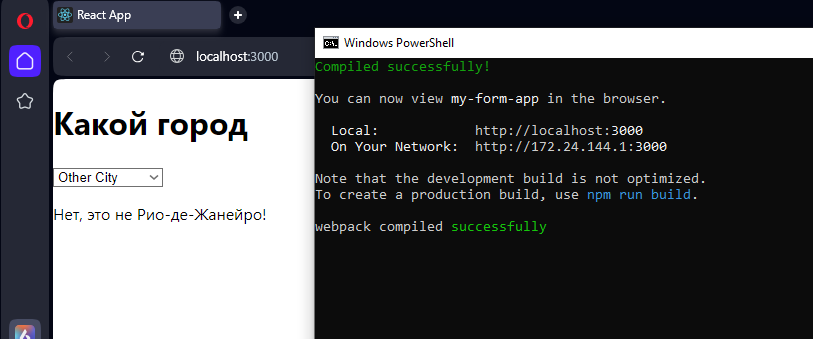 React App
localhost:3000
Какой город
Other City
Нет, это не Рио-де-Жанейро!
Windows PowerShell
Compiled successfully!
You can now view my-form-app in the browser.
Local: http://localhost:3000
On Your Network: http://172.24.144.1:3000
Note that the development build is not optimized.
To create a production build, use npm run build.
webpack compiled successfully